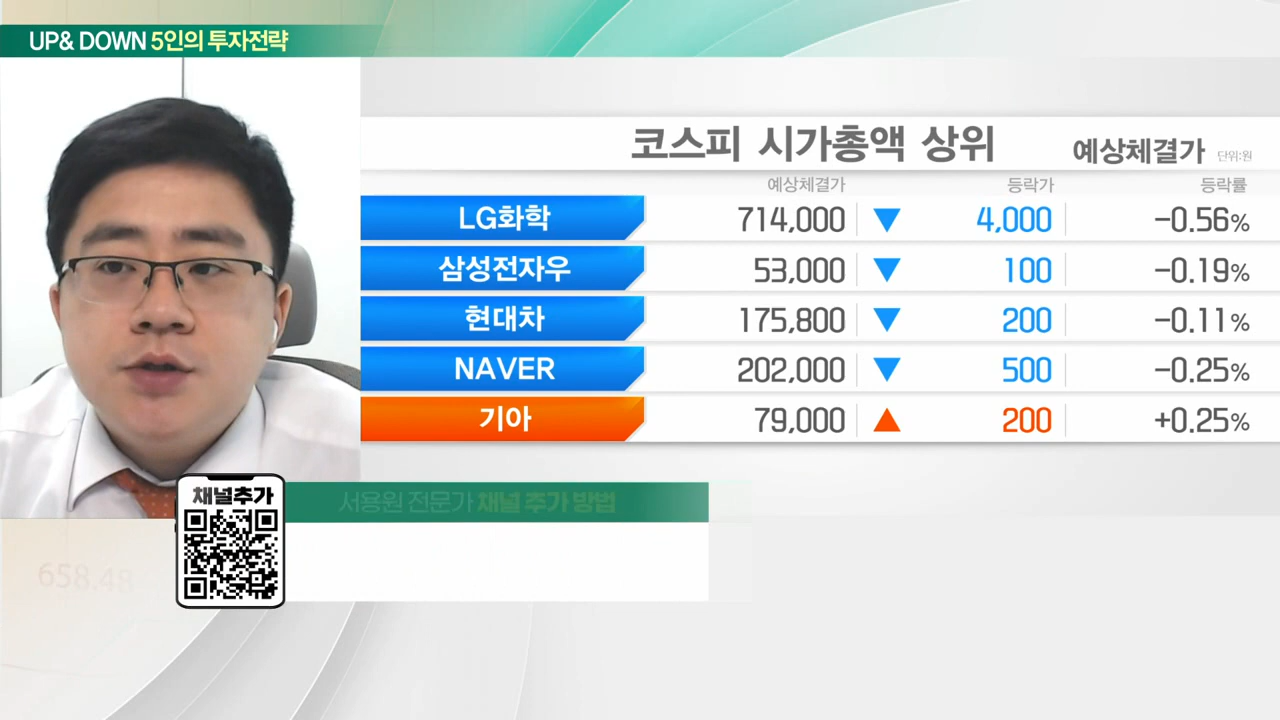 UP& DOWN 5인의 투자전략
코스피 시가총액 상위 예상체결가 단위:원
예상체결가 등락가 등락률
LG화학 714,000 ▼ 4,000 -0.56%
삼성전자우 53,000 ▼ 100 -0.19%
현대차 175,800 ▼ 200 -0.11%
NAVER 202,000 ▼ 500 -0.25%
기아 79,000 ▲ 200 +0.25%
채널추가
서용원 전문가 채널 추가 방법
658.48